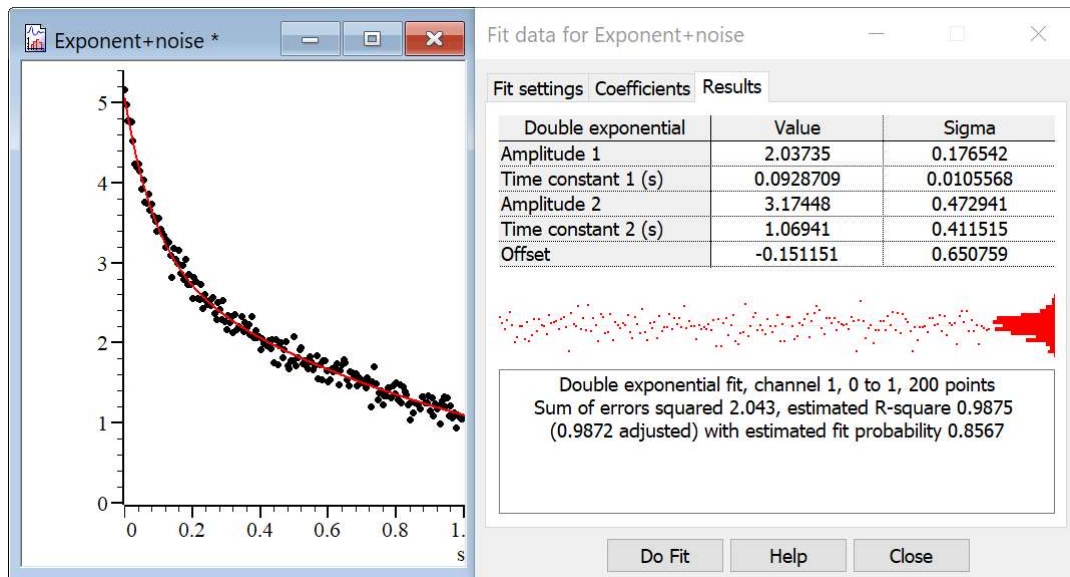 Exponent+noise *
5
4
3
2
1
0
0 0.2 0.4 0.6 0.8 1.
s
Fit data for Exponent+noise
Fit settings Coefficients Results
Double exponential Value Sigma
Amplitude 1 2.03735 0.176542
Time constant 1 (s) 0.0928709 0.0105568
Amplitude 2 3.17448 0.472941
Time constant 2 (s) 1.06941 0.411515
Offset -0.151151 0.650759
Double exponential fit, channel 1, 0 to 1, 200 points
Sum of errors squared 2.043, estimated R-square 0.9875
(0.9872 adjusted) with estimated fit probability 0.8567
Do Fit Help Close